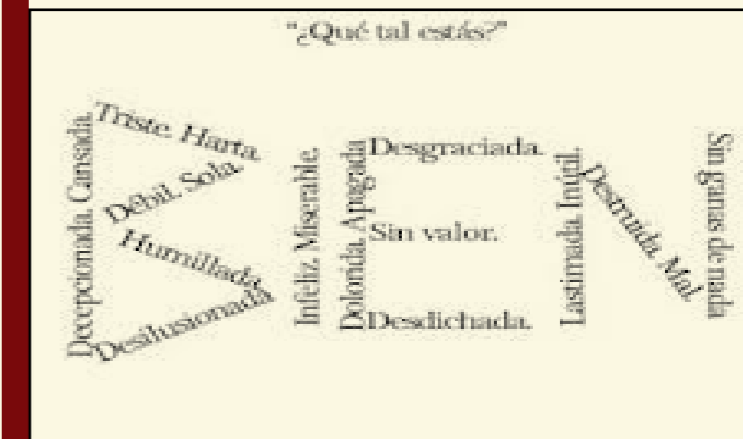 "¿Qué tal estás?"
Decepcionada. Cansada.
Triste. Harta.
Débil. Sola.
Humillada.
Desilusionada
Infeliz. Miserable.
Dolorida. Apagada
Desgraciada.
Sin valor.
Desdichada.
Lastimada. Inútil.
Destruida. Mal.
Sin ganas de nada